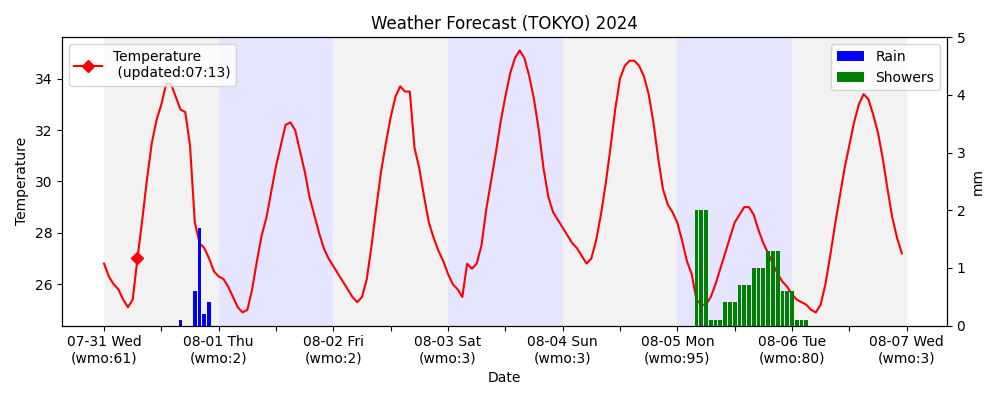 Weather Forecast (TOKYO) 2024
Temperature
(updated:07:13)
Rain
Showers
Temperature
34
32
30
28
26
5
4
3
2
1
0
mm
07-31 Wed
(wmo:61)
08-01 Thu
(wmo:2)
08-02 Fri
(wmo:2)
08-03 Sat
(wmo:3)
08-04 Sun
(wmo:3)
08-05 Mon
(wmo:95)
08-06 Tue
(wmo:80)
08-07 Wed
(wmo:3)
Date